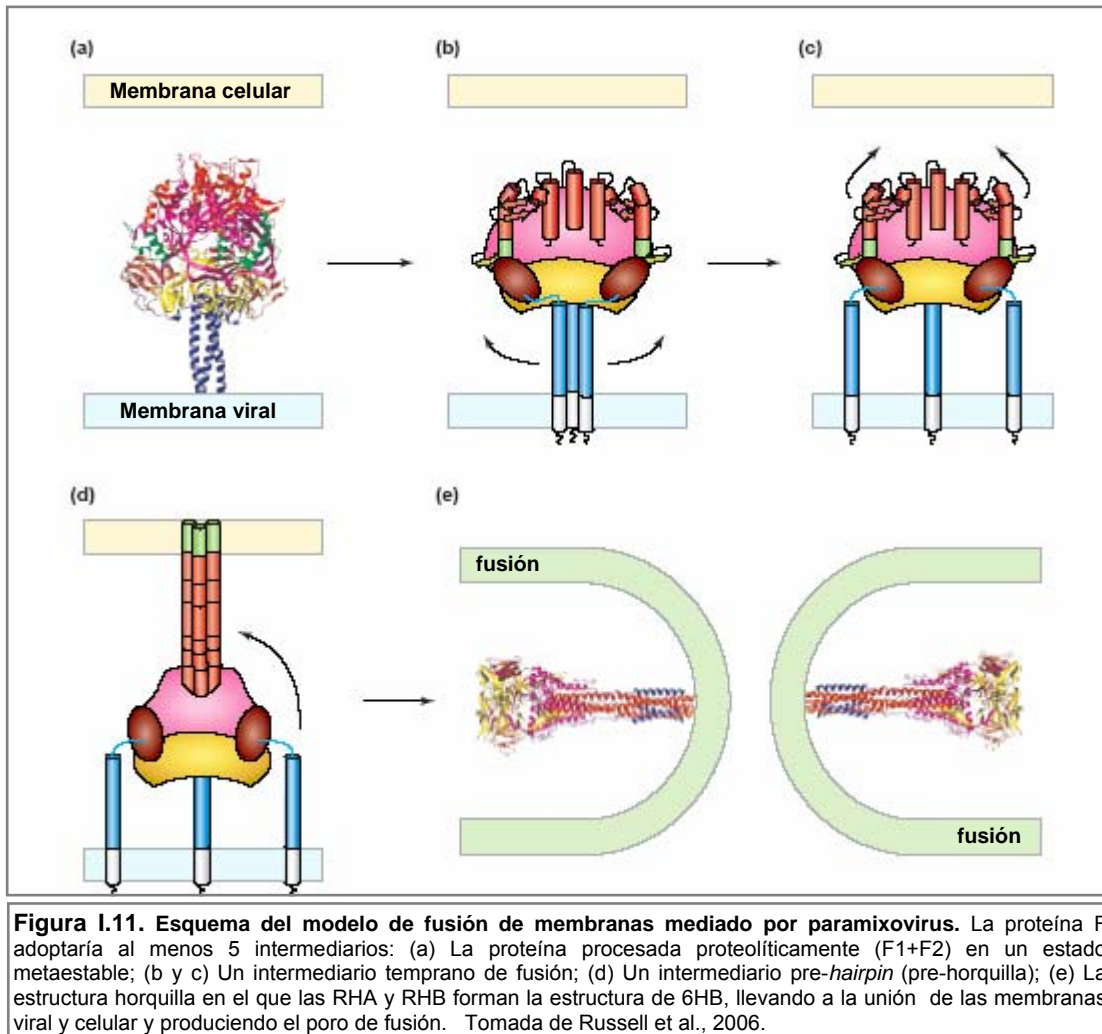 (a)
(b)
(c)
Membrana celular
Membrana viral
(d)
(e)
fusión
fusión
Figura I.11. Esquema del modelo de fusión de membranas mediado por paramixovirus. La proteína F
adoptaría al menos 5 intermediarios: (a) La proteína procesada proteolíticamente (F1+F2) en un estado
metaestable; (b y c) Un intermediario temprano de fusión; (d) Un intermediario pre-hairpin (pre-horquilla); (e) La
estructura horquilla en el que las RHA y RHB forman la estructura de 6HB, llevando a la unión de las membranas
viral y celular y produciendo el poro de fusión. Tomada de Russell et al., 2006.